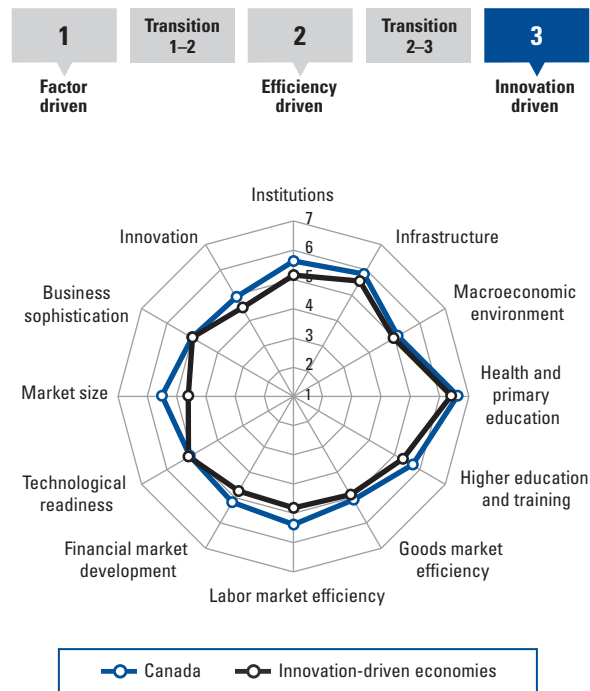 1
Transition
1–2
2
Transition
2–3
3
Factor
driven
Efficiency
driven
Innovation
driven
Institutions
7
Innovation
Infrastructure
6
5
Business
sophistication
Macroeconomic
environment
4
3
2
Market size
1
Health and
primary
education
Technological
readiness
Higher education
and training
Financial market
development
Goods market
efficiency
Labor market efficiency
Canada
Innovation-driven economies